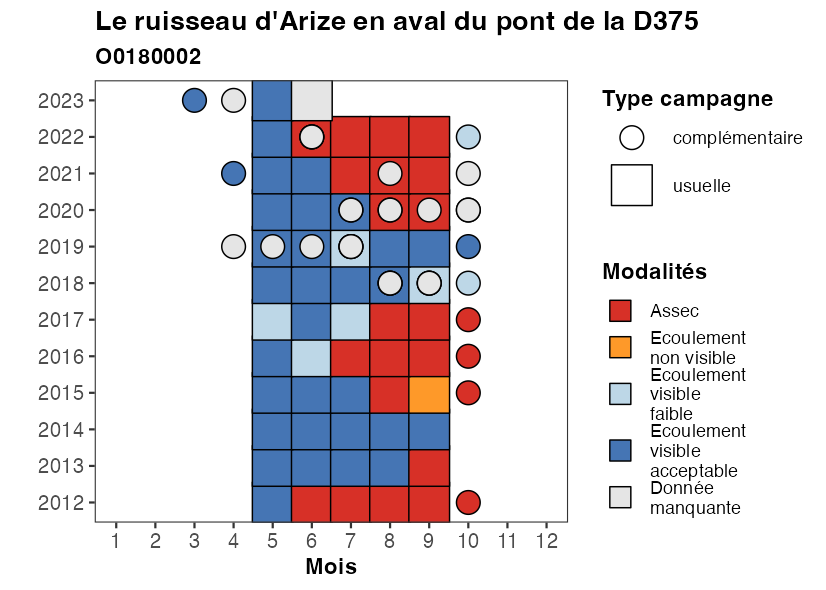 Le ruisseau d'Arize en aval du pont de la D375
O0180002
2023
2022
2021
2020
2019
2018
2017
2016
2015
2014
2013
2012
1 2 3 4 5 6 7 8 9 10 11 12
Mois
Type campagne
complémentaire
usuelle
Modalités
Assec
Ecoulement
non visible
Ecoulement
visible
faible
Ecoulement
visible
acceptable
Donnée
manquante